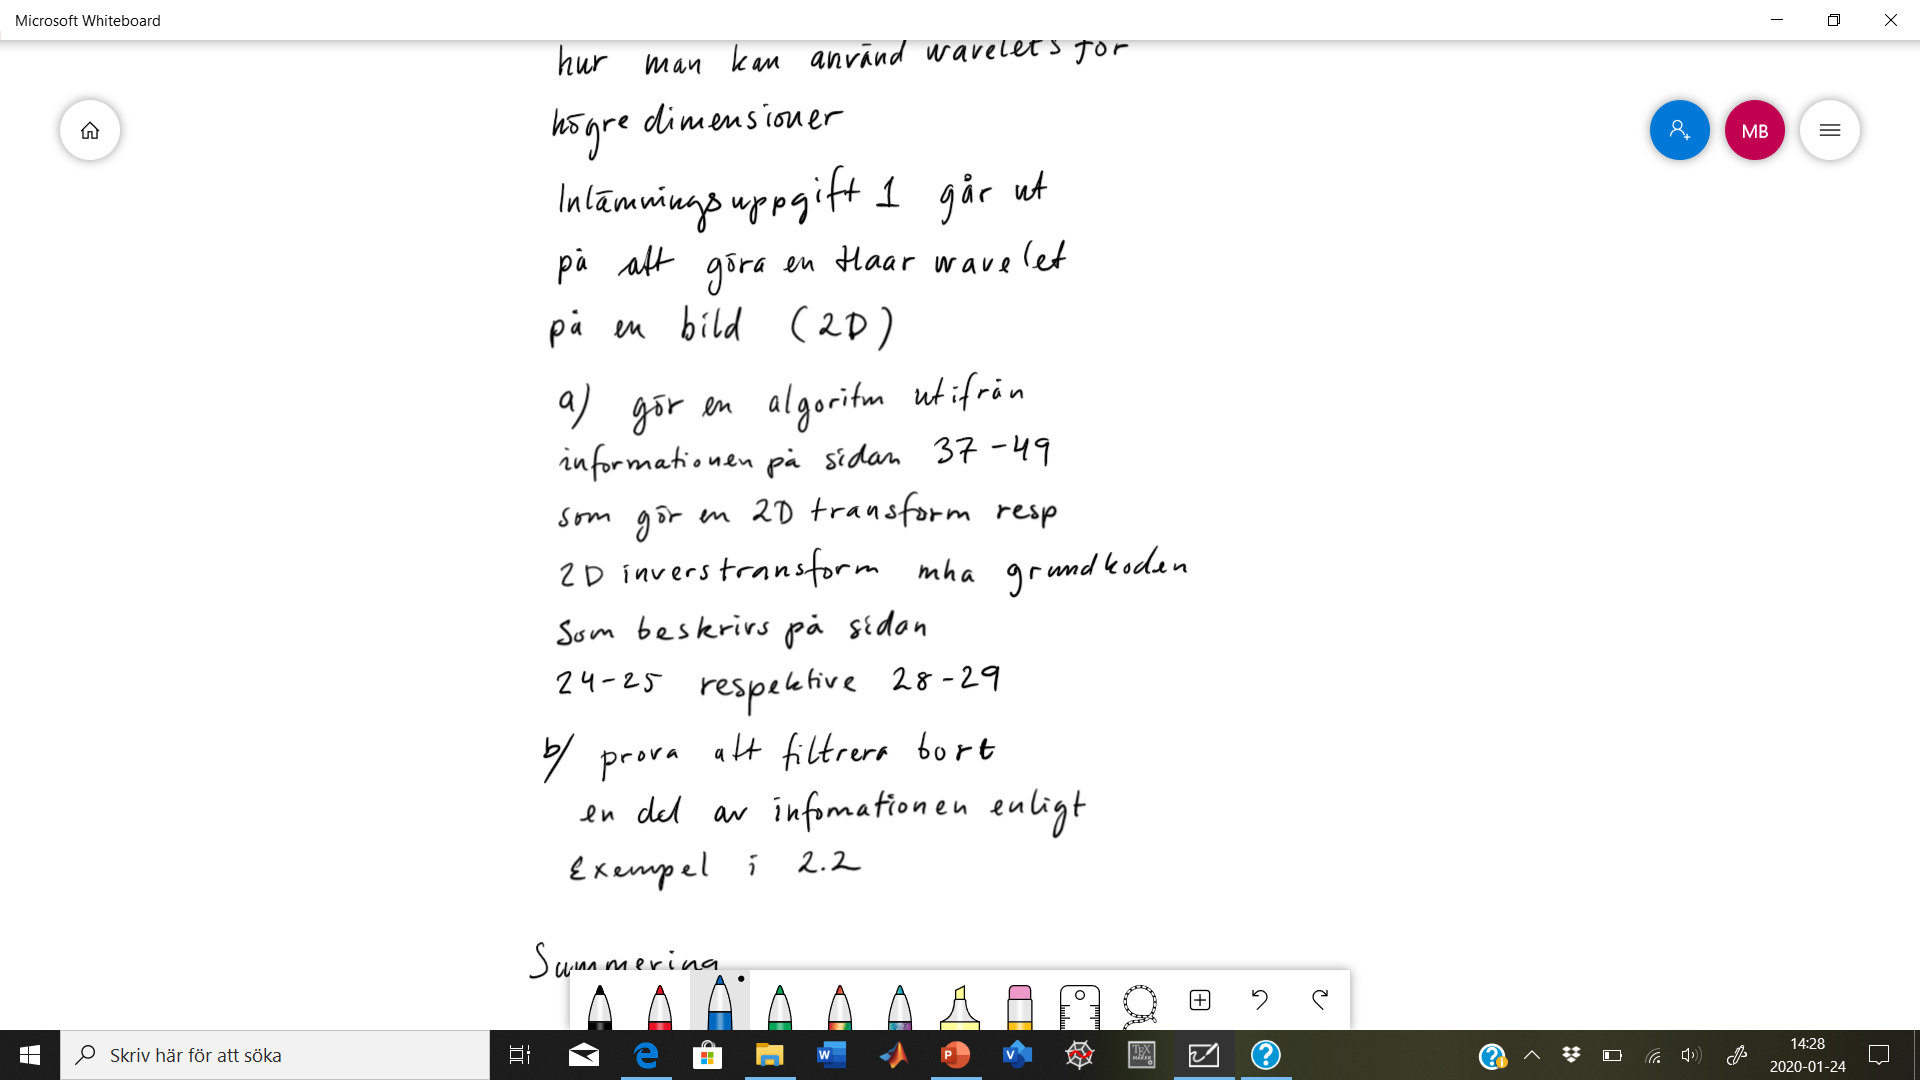 Microsoft Whiteboard
hur man kan använd wavelets för
högre dimensioner
MB
Inlämningsuppgift 1 går ut
på att göra en Haar wavelet
på en bild (2D)
a) gör en algoritm utifrån
informationen på sidan 37-49
som gör en 2D transform resp
2D inverstransform mha grundkoden
Som beskrivs på sidan
24-25 respektive 28-29
b) prova att filtrera bort
en del av infomationen enligt
Exempel i 2.2
Summering
Skriv här för att söka
14:28
2020-01-24